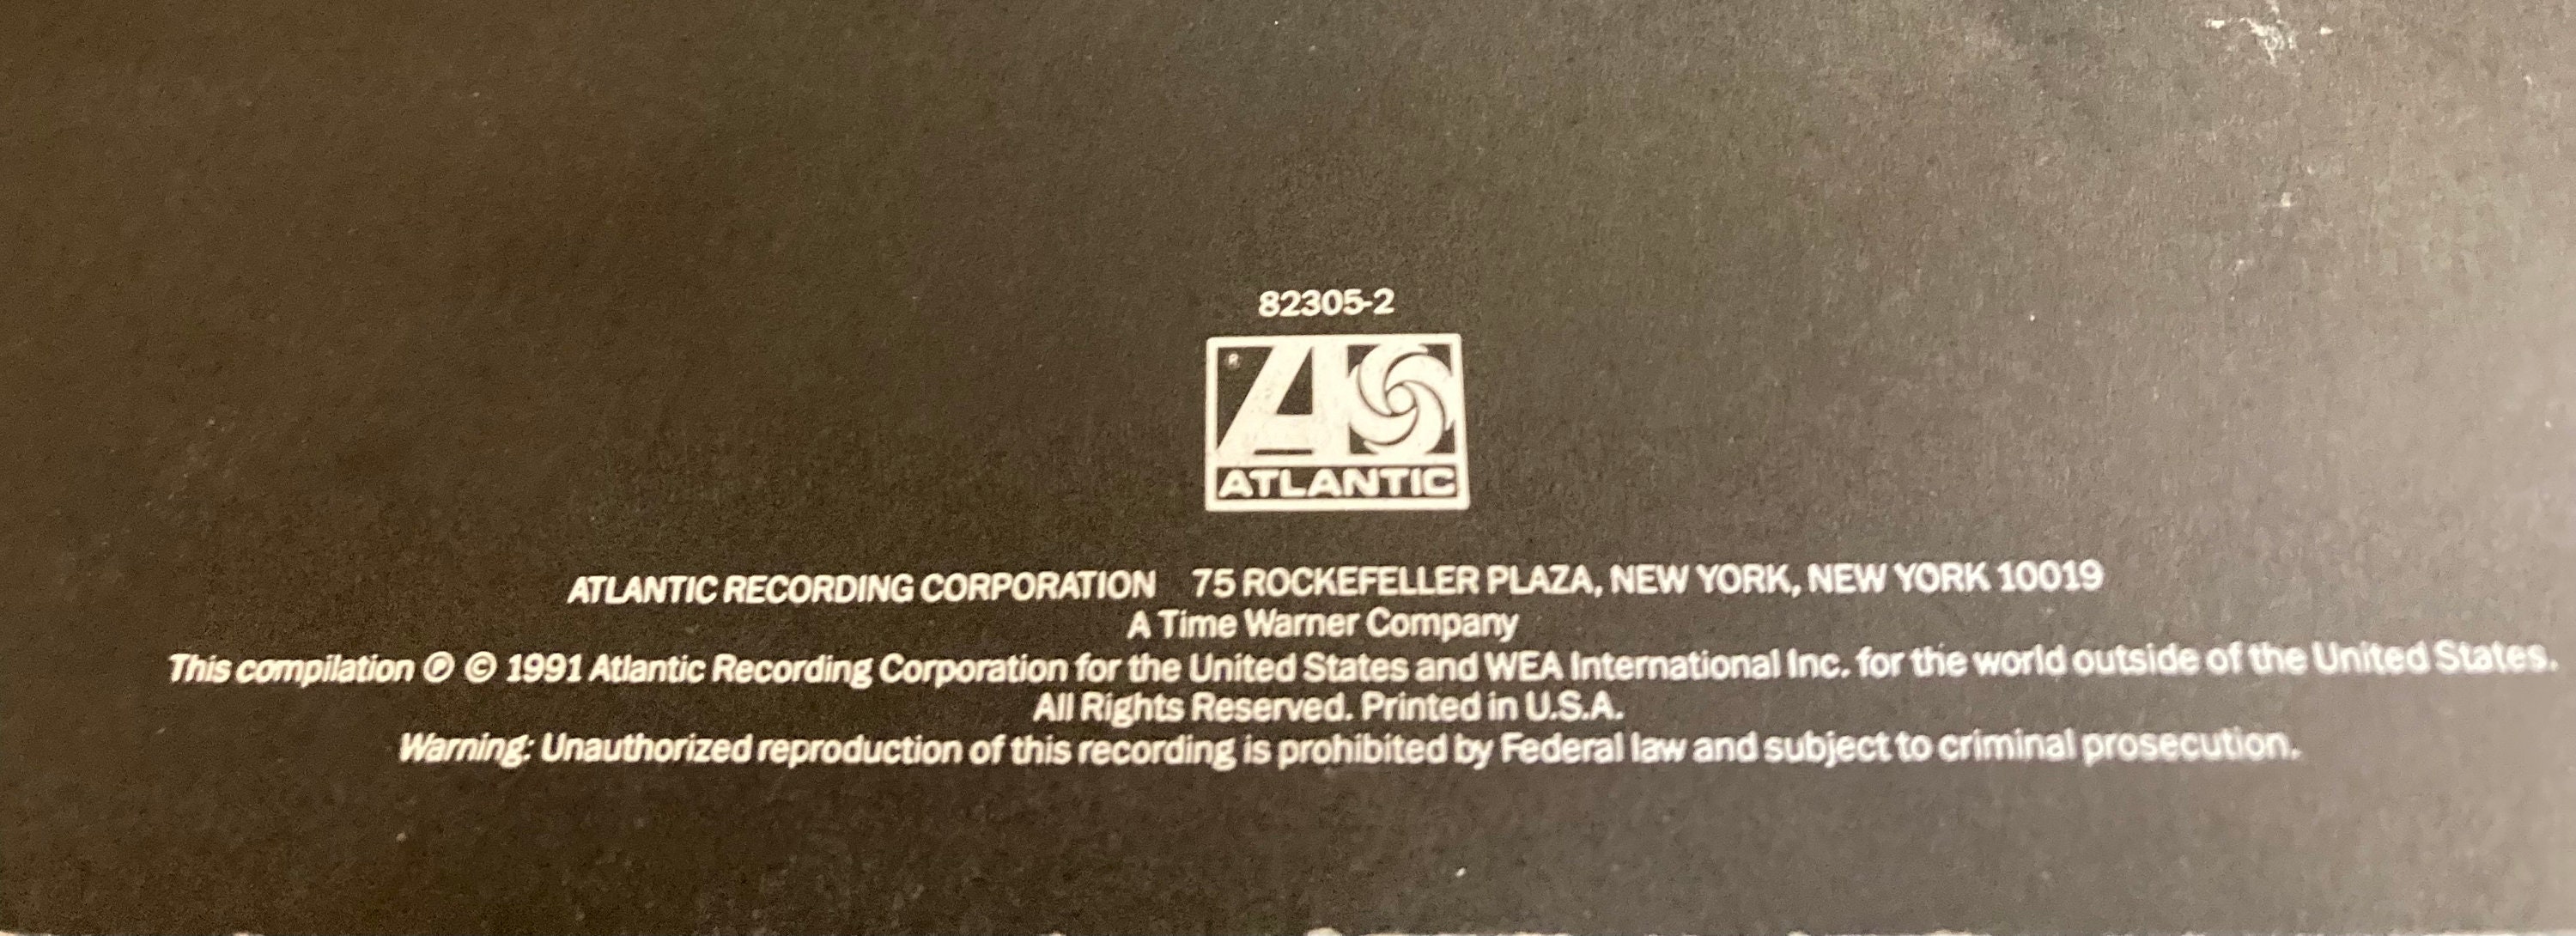 82305-2
®
ATLANTIC
ATLANTIC RECORDING CORPORATION 75 ROCKEFELLER PLAZA, NEW YORK, NEW YORK 10019
A Time Warner Company
This compilation ℗ © 1991 Atlantic Recording Corporation for the United States and WEA International Inc. for the world outside of the United States.
All Rights Reserved. Printed in U.S.A.
Warning: Unauthorized reproduction of this recording is prohibited by Federal law and subject to criminal prosecution.